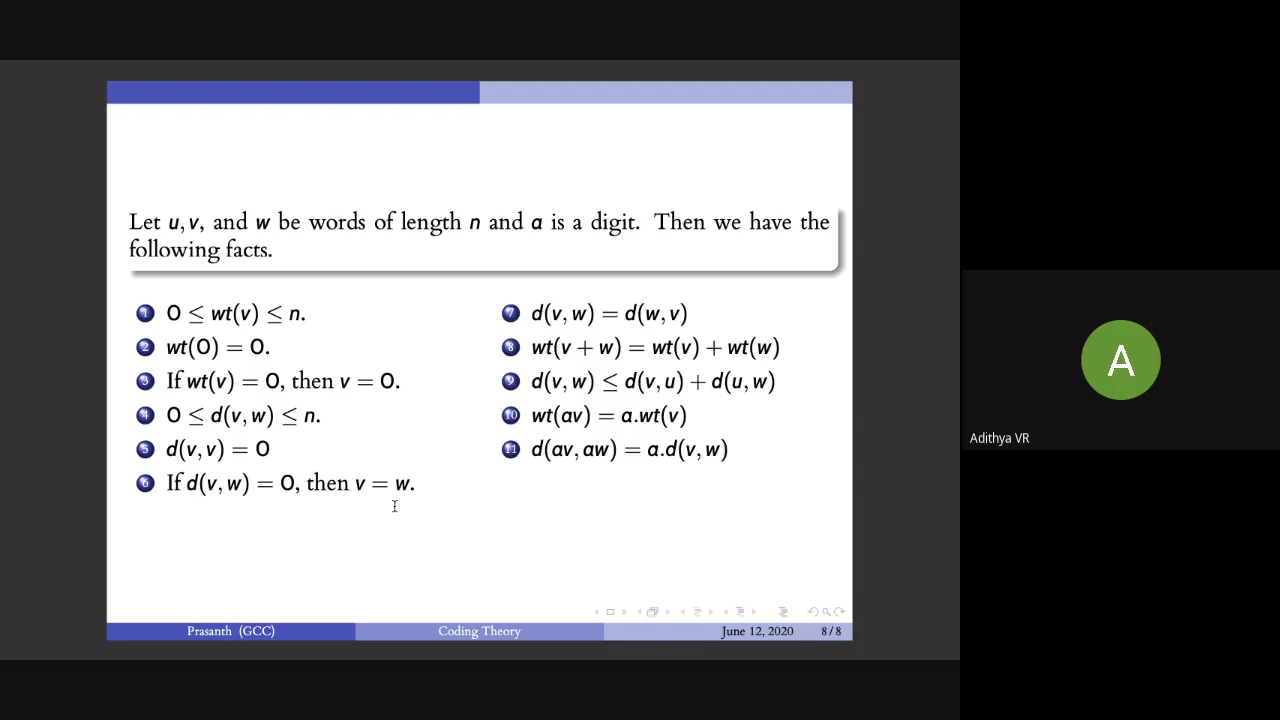 Let u, v, and w be words of length n and a is a digit. Then we have the
following facts.
1 0 ≤ wt(v) ≤ n.
2 wt(0) = 0.
3 If wt(v) = 0, then v = 0.
4 0 ≤ d(v, w) ≤ n.
5 d(v, v) = 0
6 If d(v, w) = 0, then v = w.
7 d(v, w) = d(w, v)
8 wt(v + w) = wt(v) + wt(w)
9 d(v, w) ≤ d(v, u) + d(u, w)
10 wt(av) = a.wt(v)
11 d(av, aw) = a.d(v, w)
Prasanth (GCC) Coding Theory June 12, 2020 8/8
A
Adithya VR